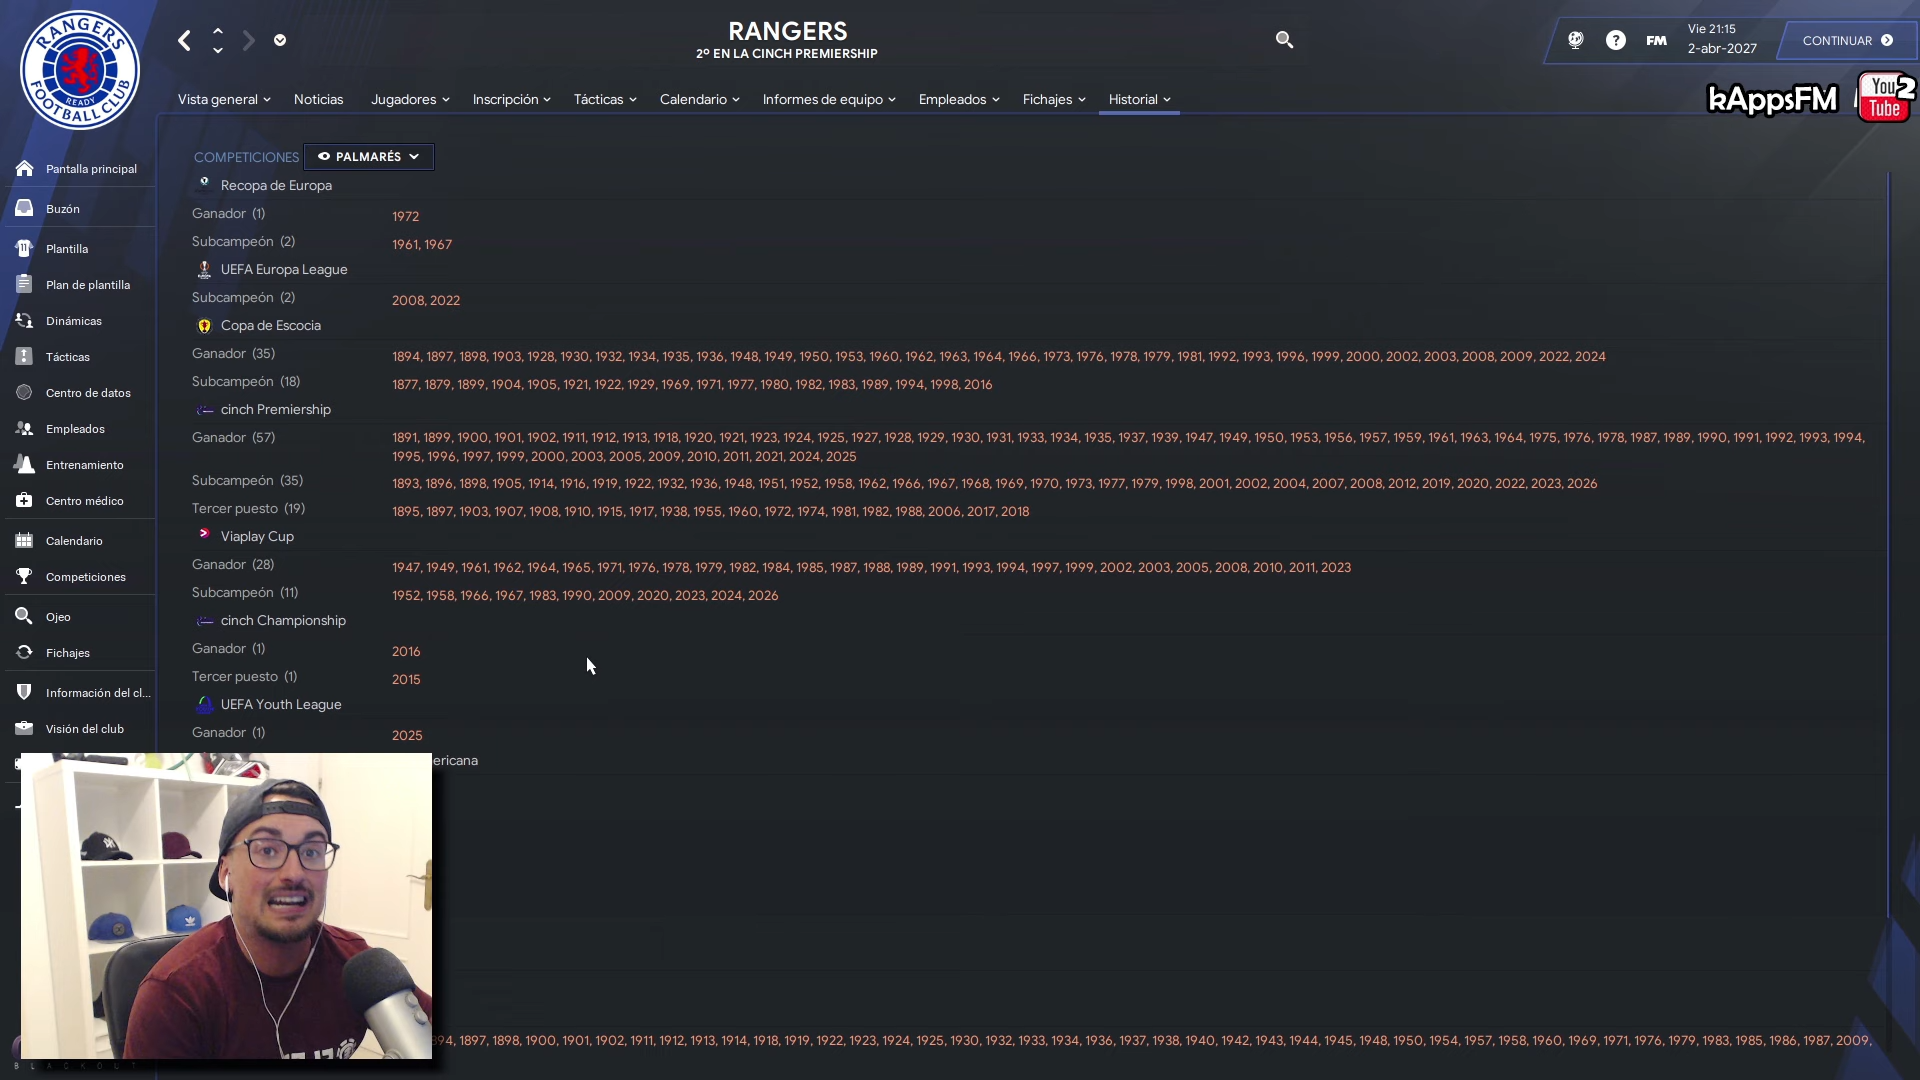 RANGERS
FOOTBALL CLUB
READY
RANGERS
2º EN LA CINCH PREMIERSHIP
FM
Vie 21:15
2-abr-2027
CONTINUAR
Vista general
Noticias
Jugadores
Inscripción
Tácticas
Calendario
Informes de equipo
Empleados
Fichajes
Historial
kAppsFM
You2
Tube
Pantalla principal
Buzón
Plantilla
Plan de plantilla
Dinámicas
Tácticas
Centro de datos
Empleados
Entrenamiento
Centro médico
Calendario
Competiciones
Ojeo
Fichajes
Información del cl...
Visión del club
COMPETICIONES PALMARÉS
Recopa de Europa
Ganador (1) 1972
Subcampeón (2) 1961, 1967
UEFA Europa League
Subcampeón (2) 2008, 2022
Copa de Escocia
Ganador (35) 1894, 1897, 1898, 1903, 1928, 1930, 1932, 1934, 1935, 1936, 1948, 1949, 1950, 1953, 1960, 1962, 1963, 1964, 1966, 1973, 1976, 1978, 1979, 1981, 1992, 1993, 1996, 1999, 2000, 2002, 2003, 2008, 2009, 2022, 2024
Subcampeón (18) 1877, 1879, 1899, 1904, 1905, 1921, 1922, 1929, 1969, 1971, 1977, 1980, 1982, 1983, 1989, 1994, 1998, 2016
cinch Premiership
Ganador (57) 1891, 1899, 1900, 1901, 1902, 1911, 1912, 1913, 1918, 1920, 1921, 1923, 1924, 1925, 1927, 1928, 1929, 1930, 1931, 1933, 1934, 1935, 1937, 1939, 1947, 1949, 1950, 1953, 1956, 1957, 1959, 1961, 1963, 1964, 1975, 1976, 1978, 1987, 1989, 1990, 1991, 1992, 1993, 1994,
1995, 1996, 1997, 1999, 2000, 2003, 2005, 2009, 2010, 2011, 2021, 2024, 2025
Subcampeón (35) 1893, 1896, 1898, 1905, 1914, 1916, 1919, 1922, 1932, 1936, 1948, 1951, 1952, 1958, 1962, 1966, 1967, 1968, 1969, 1970, 1973, 1977, 1979, 1998, 2001, 2002, 2004, 2007, 2008, 2012, 2019, 2020, 2022, 2023, 2026
Tercer puesto (19) 1895, 1897, 1903, 1907, 1908, 1910, 1915, 1917, 1938, 1955, 1960, 1972, 1974, 1981, 1982, 1988, 2006, 2017, 2018
Viaplay Cup
Ganador (28) 1947, 1949, 1961, 1962, 1964, 1965, 1971, 1976, 1978, 1979, 1982, 1984, 1985, 1987, 1988, 1989, 1991, 1993, 1994, 1997, 1999, 2002, 2003, 2005, 2008, 2010, 2011, 2023
Subcampeón (11) 1952, 1958, 1966, 1967, 1983, 1990, 2009, 2020, 2023, 2024, 2026
cinch Championship
Ganador (1) 2016
Tercer puesto (1) 2015
UEFA Youth League
Ganador (1) 2025
ericana
394, 1897, 1898, 1900, 1901, 1902, 1911, 1912, 1913, 1914, 1918, 1919, 1922, 1923, 1924, 1925, 1930, 1932, 1933, 1934, 1936, 1937, 1938, 1940, 1942, 1943, 1944, 1945, 1948, 1950, 1954, 1957, 1958, 1960, 1969, 1971, 1976, 1979, 1983, 1985, 1986, 1987, 2009,